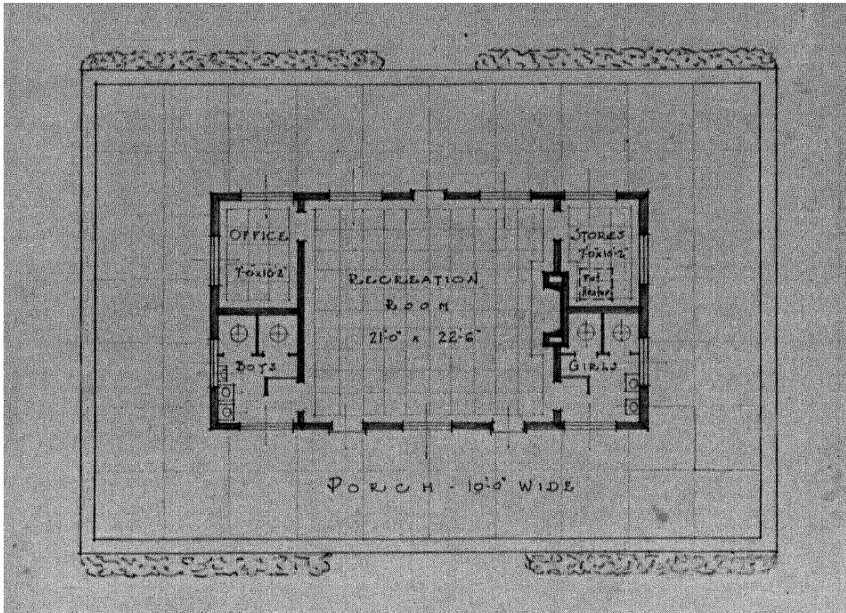 OFFICE
7'-0"x10'-2"
STORES
7'-0"x10'-2"
RECREATION
ROOM
21'-0" x 22'-6"
BOYS
GIRLS
PORCH - 10'-0" WIDE